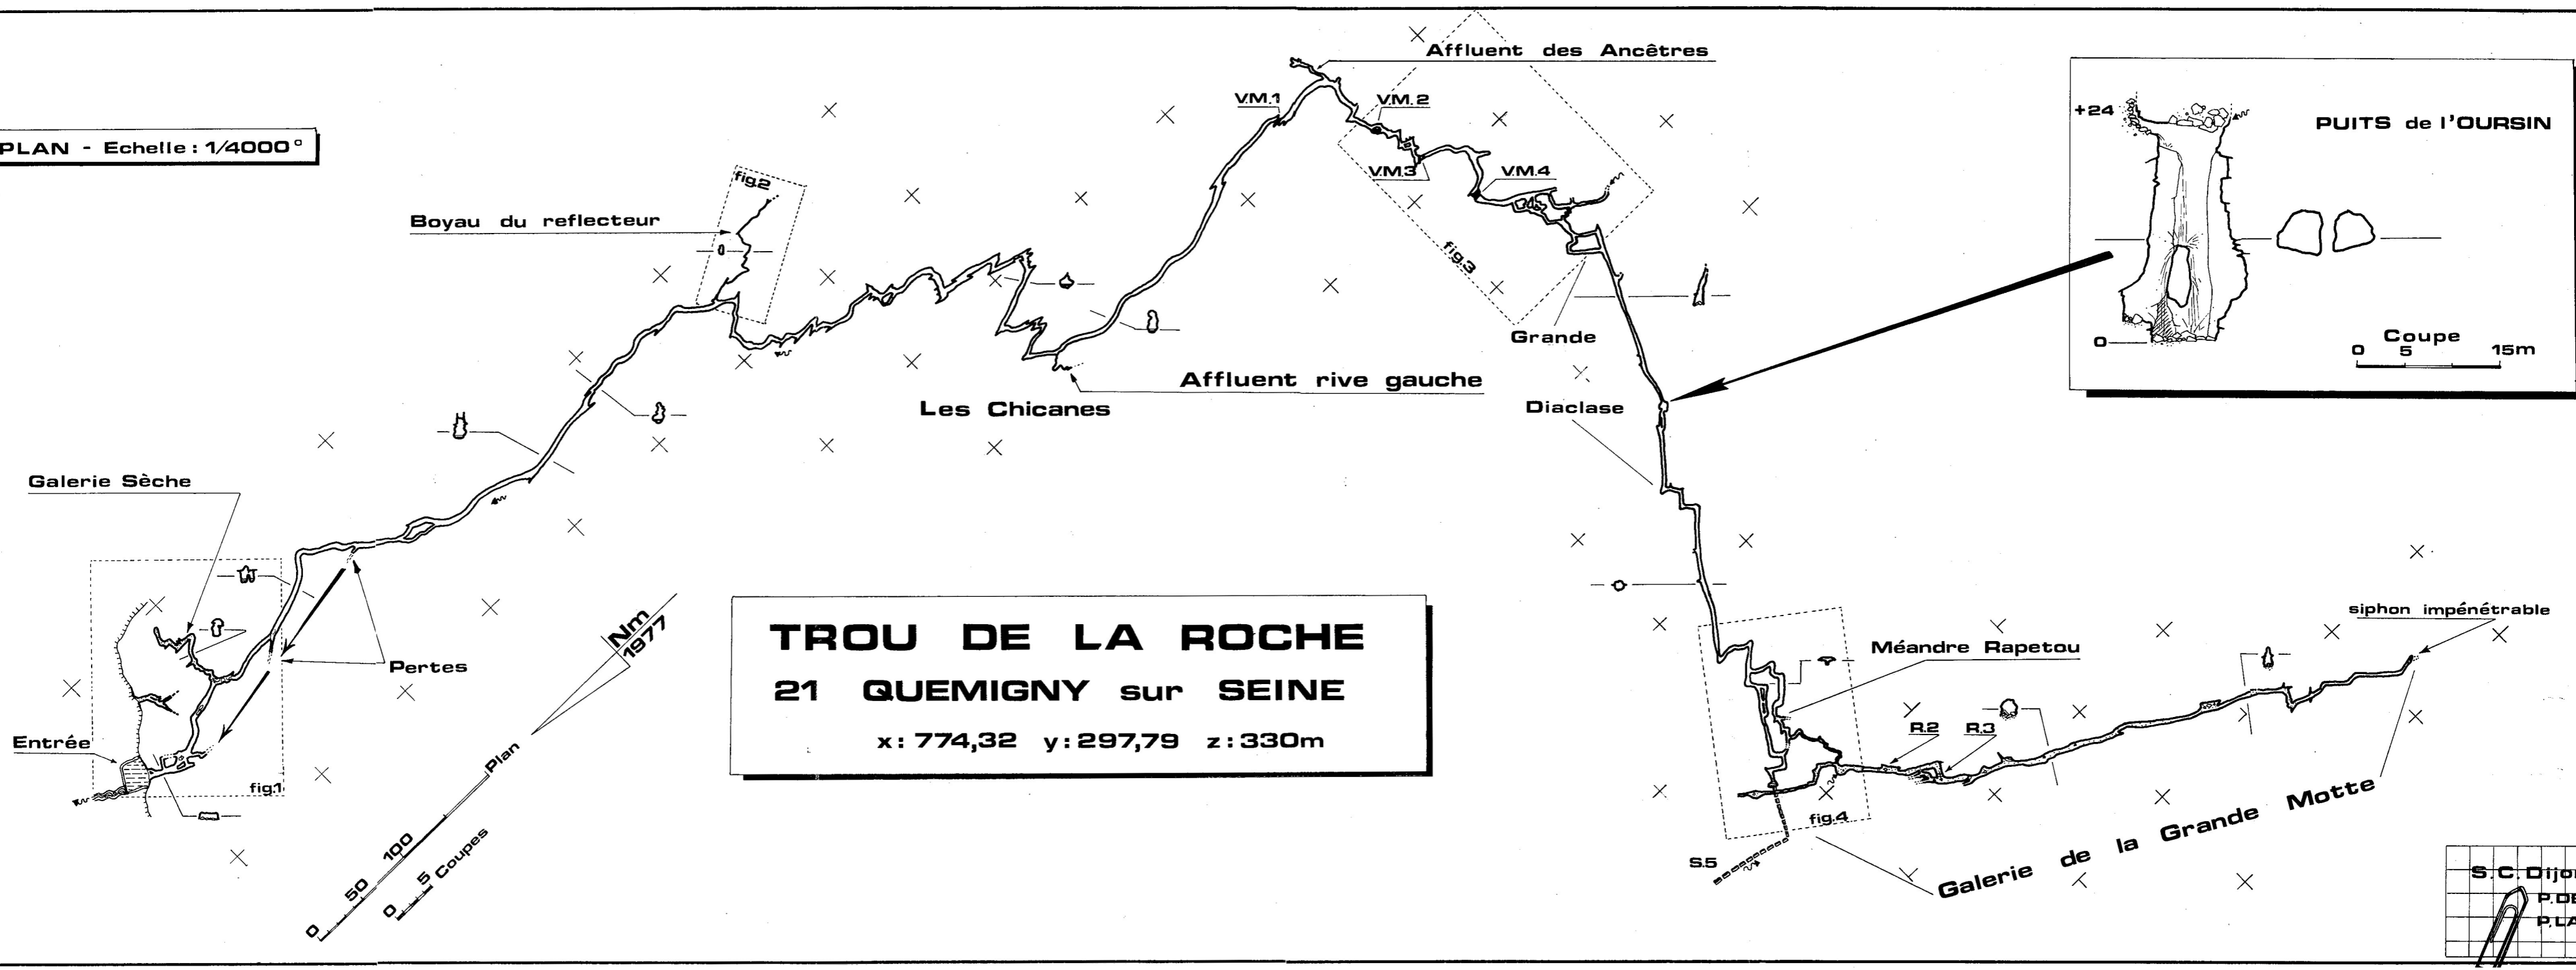 PLAN - Echelle : 1/4000°
Affluent des Ancêtres
V.M.1
V.M.2
V.M.3
V.M.4
fig.2
Boyau du reflecteur
fig.3
+24
PUITS de l'OURSIN
0
Coupe
0 5 15m
Grande
Diaclase
Affluent rive gauche
Les Chicanes
Galerie Sèche
Pertes
Entrée
fig.1
Nm
1977
Plan
0 50 100
Coupes
0 5
TROU DE LA ROCHE
21 QUEMIGNY sur SEINE
x: 774,32 y: 297,79 z: 330m
siphon impénétrable
Méandre Rapetou
R.2
R.3
fig.4
S.5
Galerie de la Grande Motte
S.C. Dijo
P.DE
P.LA